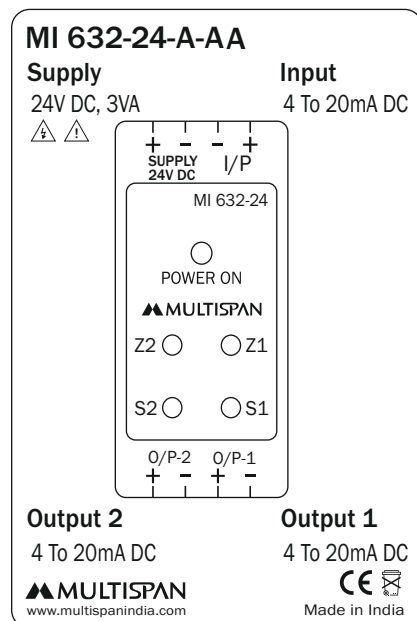 MI 632-24-A-AA
Supply Input
24V DC, 3VA 4 To 20mA DC
+ - - +
SUPPLY I/P
24V DC
MI 632-24
POWER ON
MULTISPAN
Z2 Z1
S2 S1
O/P-2 O/P-1
+ - + -
Output 2 Output 1
4 To 20mA DC 4 To 20mA DC
MULTISPAN CE
www.multispanindia.com Made in India